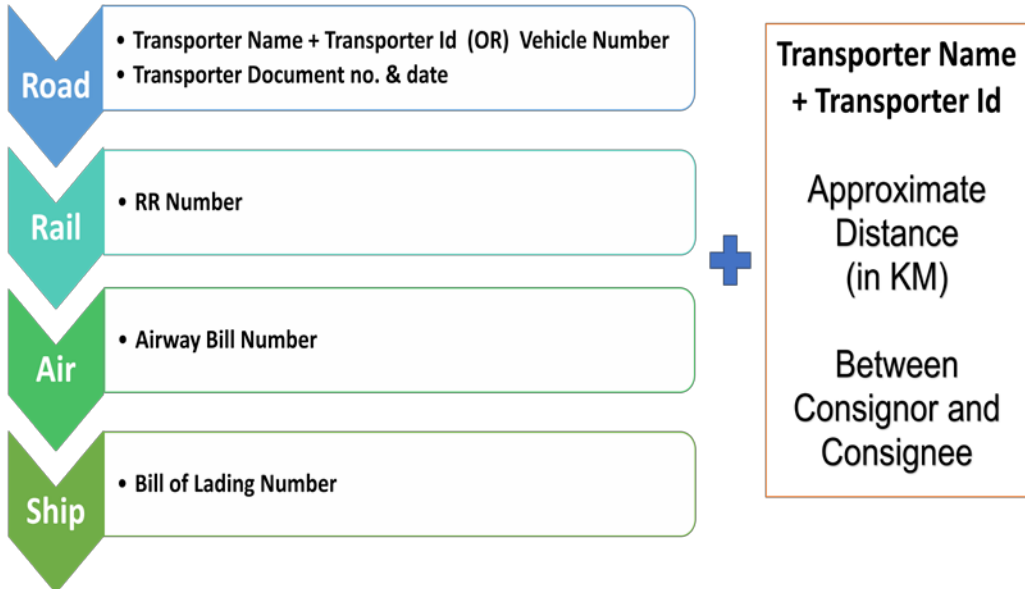 Road
• Transporter Name + Transporter Id (OR) Vehicle Number
• Transporter Document no. & date
Rail
• RR Number
Air
• Airway Bill Number
Ship
• Bill of Lading Number
Transporter Name
+ Transporter Id
Approximate
Distance
(in KM)
Between
Consignor and
Consignee